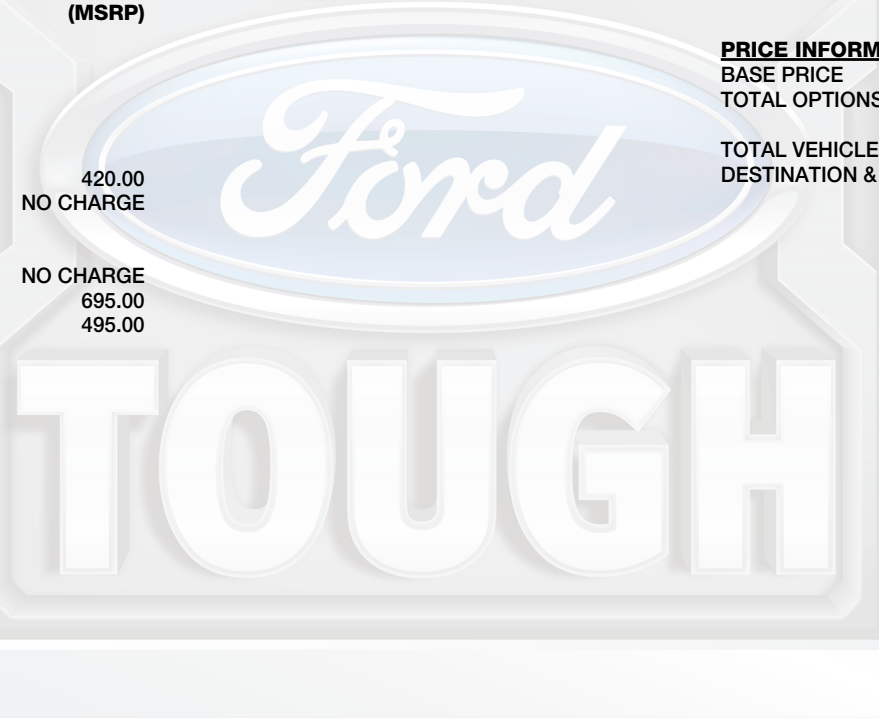 (MSRP)
420.00
NO CHARGE
NO CHARGE
695.00
495.00
PRICE INFORM
BASE PRICE
TOTAL OPTIONS
TOTAL VEHICLE
DESTINATION &
Ford
TOUGH